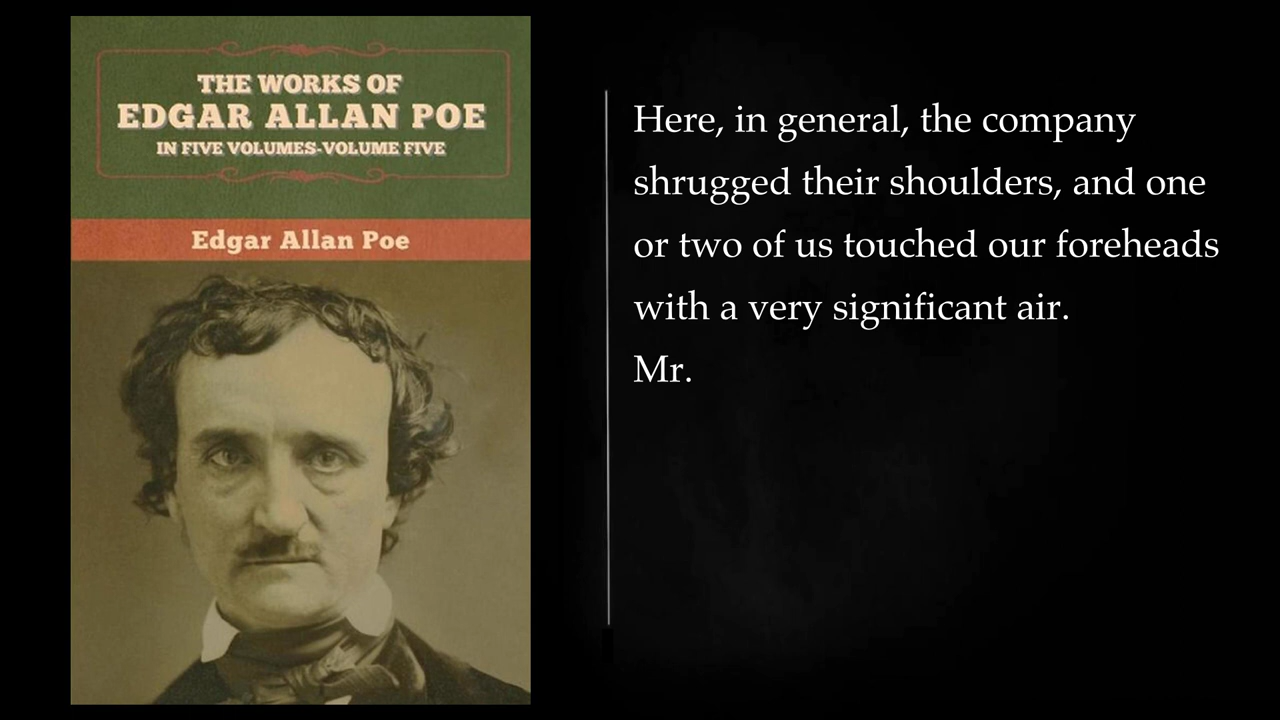 THE WORKS OF
EDGAR ALLAN POE
IN FIVE VOLUMES-VOLUME FIVE
Edgar Allan Poe
Here, in general, the company
shrugged their shoulders, and one
or two of us touched our foreheads
with a very significant air.
Mr.